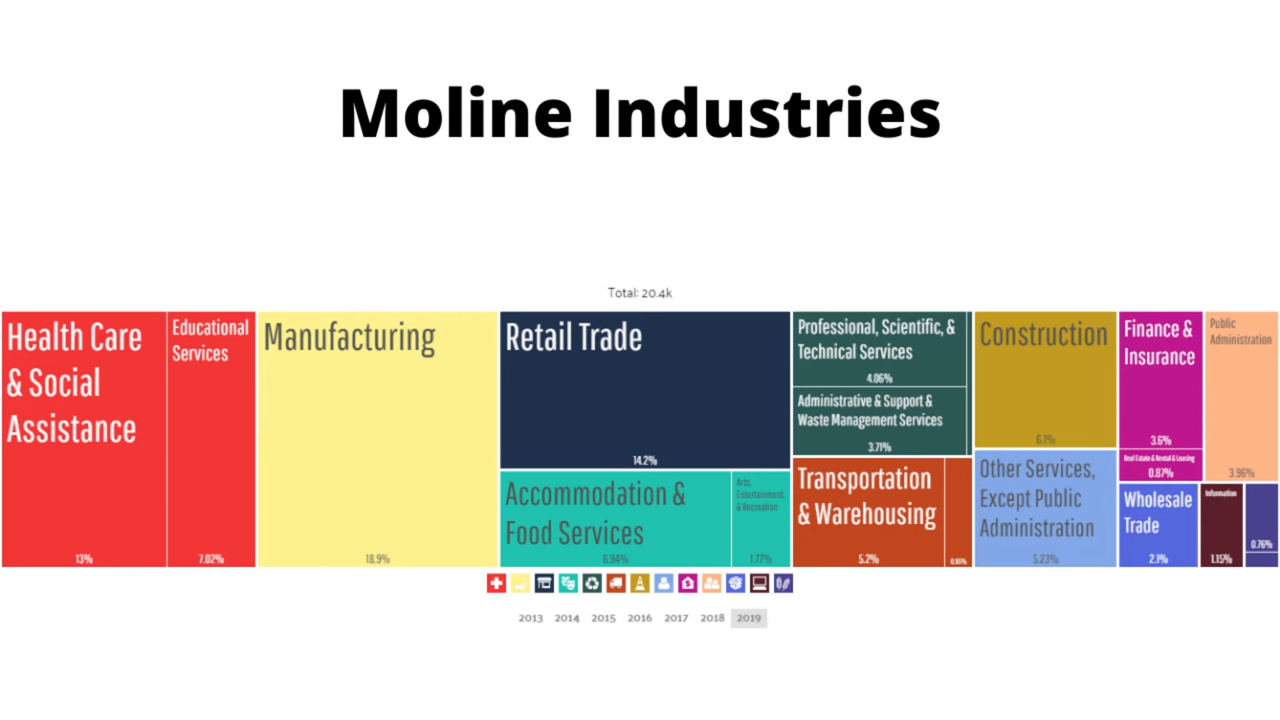 Moline Industries
Total: 20.4k
Health Care
& Social
Assistance
13%
Educational
Services
7.02%
Manufacturing
18.9%
Retail Trade
14.2%
Accommodation &
Food Services
6.94%
Arts,
Entertainment,
& Recreation
1.77%
Professional, Scientific, &
Technical Services
4.06%
Administrative & Support &
Waste Management Services
3.71%
Transportation
& Warehousing
5.2%
Construction
6.1%
Other Services,
Except Public
Administration
5.23%
Finance &
Insurance
3.6%
Real Estate & Rental & Leasing
0.87%
Public
Administration
3.96%
Wholesale
Trade
2.1%
Information
1.15%
0.76%
2013 2014 2015 2016 2017 2018 2019